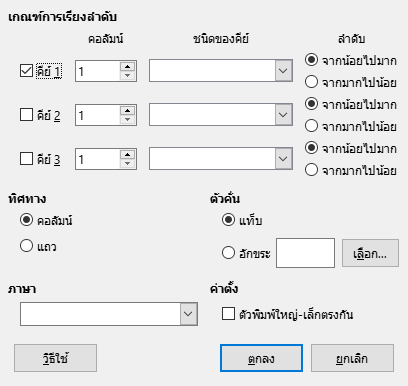 เกณฑ์การเรียงลำดับ
คอลัมน์ ชนิดของคีย์ ลำดับ
คีย์ 1 1 จากน้อยไปมาก
จากมากไปน้อย
คีย์ 2 1 จากน้อยไปมาก
จากมากไปน้อย
คีย์ 3 1 จากน้อยไปมาก
จากมากไปน้อย
ทิศทาง ตัวคั่น
คอลัมน์ แท็บ
แถว อักขระ เลือก...
ภาษา ค่าตั้ง
ตัวพิมพ์ใหญ่-เล็กตรงกัน
วิธีใช้ ตกลง ยกเลิก